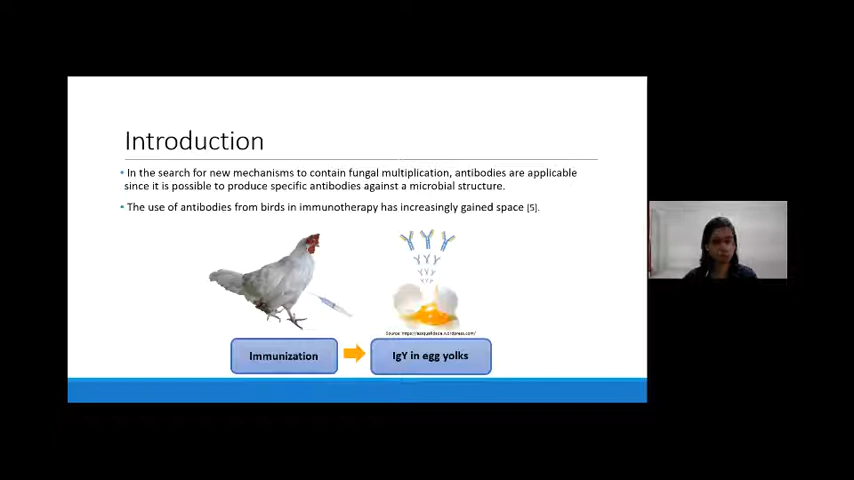 Introduction
• In the search for new mechanisms to contain fungal multiplication, antibodies are applicable
since it is possible to produce specific antibodies against a microbial structure.
• The use of antibodies from birds in immunotherapy has increasingly gained space [5].
Immunization
IgY in egg yolks